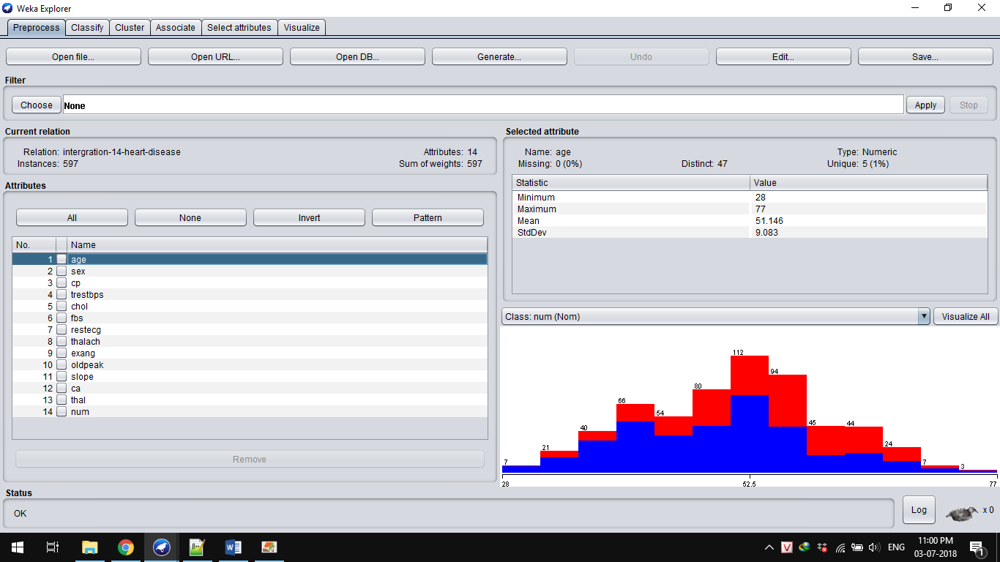 Weka Explorer
Preprocess Classify Cluster Associate Select attributes Visualize
Open file... Open URL... Open DB... Generate... Undo Edit... Save...
Filter
Choose None Apply Stop
Current relation
Relation: intergration-14-heart-disease Attributes: 14
Instances: 597 Sum of weights: 597
Attributes
All None Invert Pattern
No. Name
1 age
2 sex
3 cp
4 trestbps
5 chol
6 fbs
7 restecg
8 thalach
9 exang
10 oldpeak
11 slope
12 ca
13 thal
14 num
Remove
Selected attribute
Name: age Type: Numeric
Missing: 0 (0%) Distinct: 47 Unique: 5 (1%)
Statistic Value
Minimum 28
Maximum 77
Mean 51.146
StdDev 9.083
Class: num (Nom) Visualize All
7 21 40 66 54 80 112 94 45 44 24 7 3
28 52.5 77
Status
OK
Log x 0
ENG
11:00 PM
03-07-2018
1